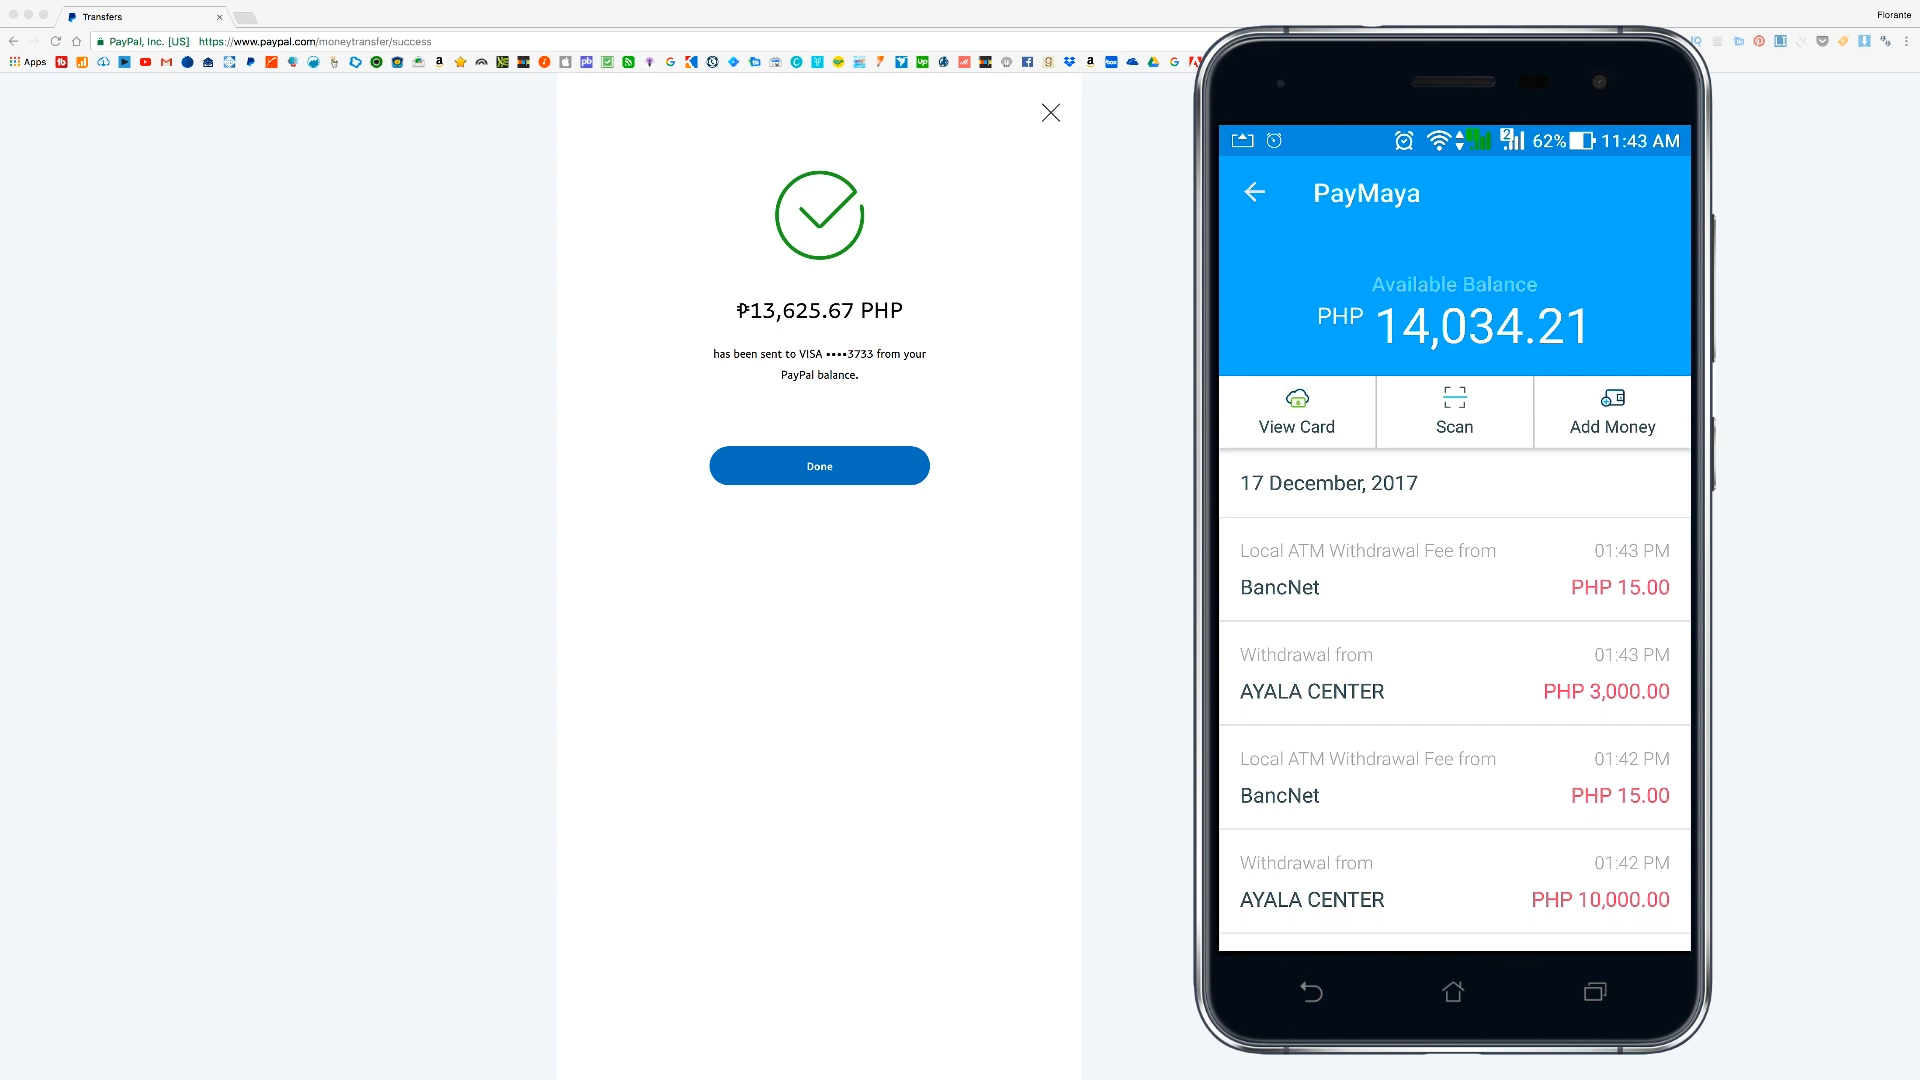 Transfers
Florante
PayPal, Inc. [US] https://www.paypal.com/moneytransfer/success
Apps
₱13,625.67 PHP
has been sent to VISA ••••3733 from your
PayPal balance.
Done
62% 11:43 AM
PayMaya
Available Balance
PHP 14,034.21
View Card
Scan
Add Money
17 December, 2017
Local ATM Withdrawal Fee from 01:43 PM
BancNet PHP 15.00
Withdrawal from 01:43 PM
AYALA CENTER PHP 3,000.00
Local ATM Withdrawal Fee from 01:42 PM
BancNet PHP 15.00
Withdrawal from 01:42 PM
AYALA CENTER PHP 10,000.00